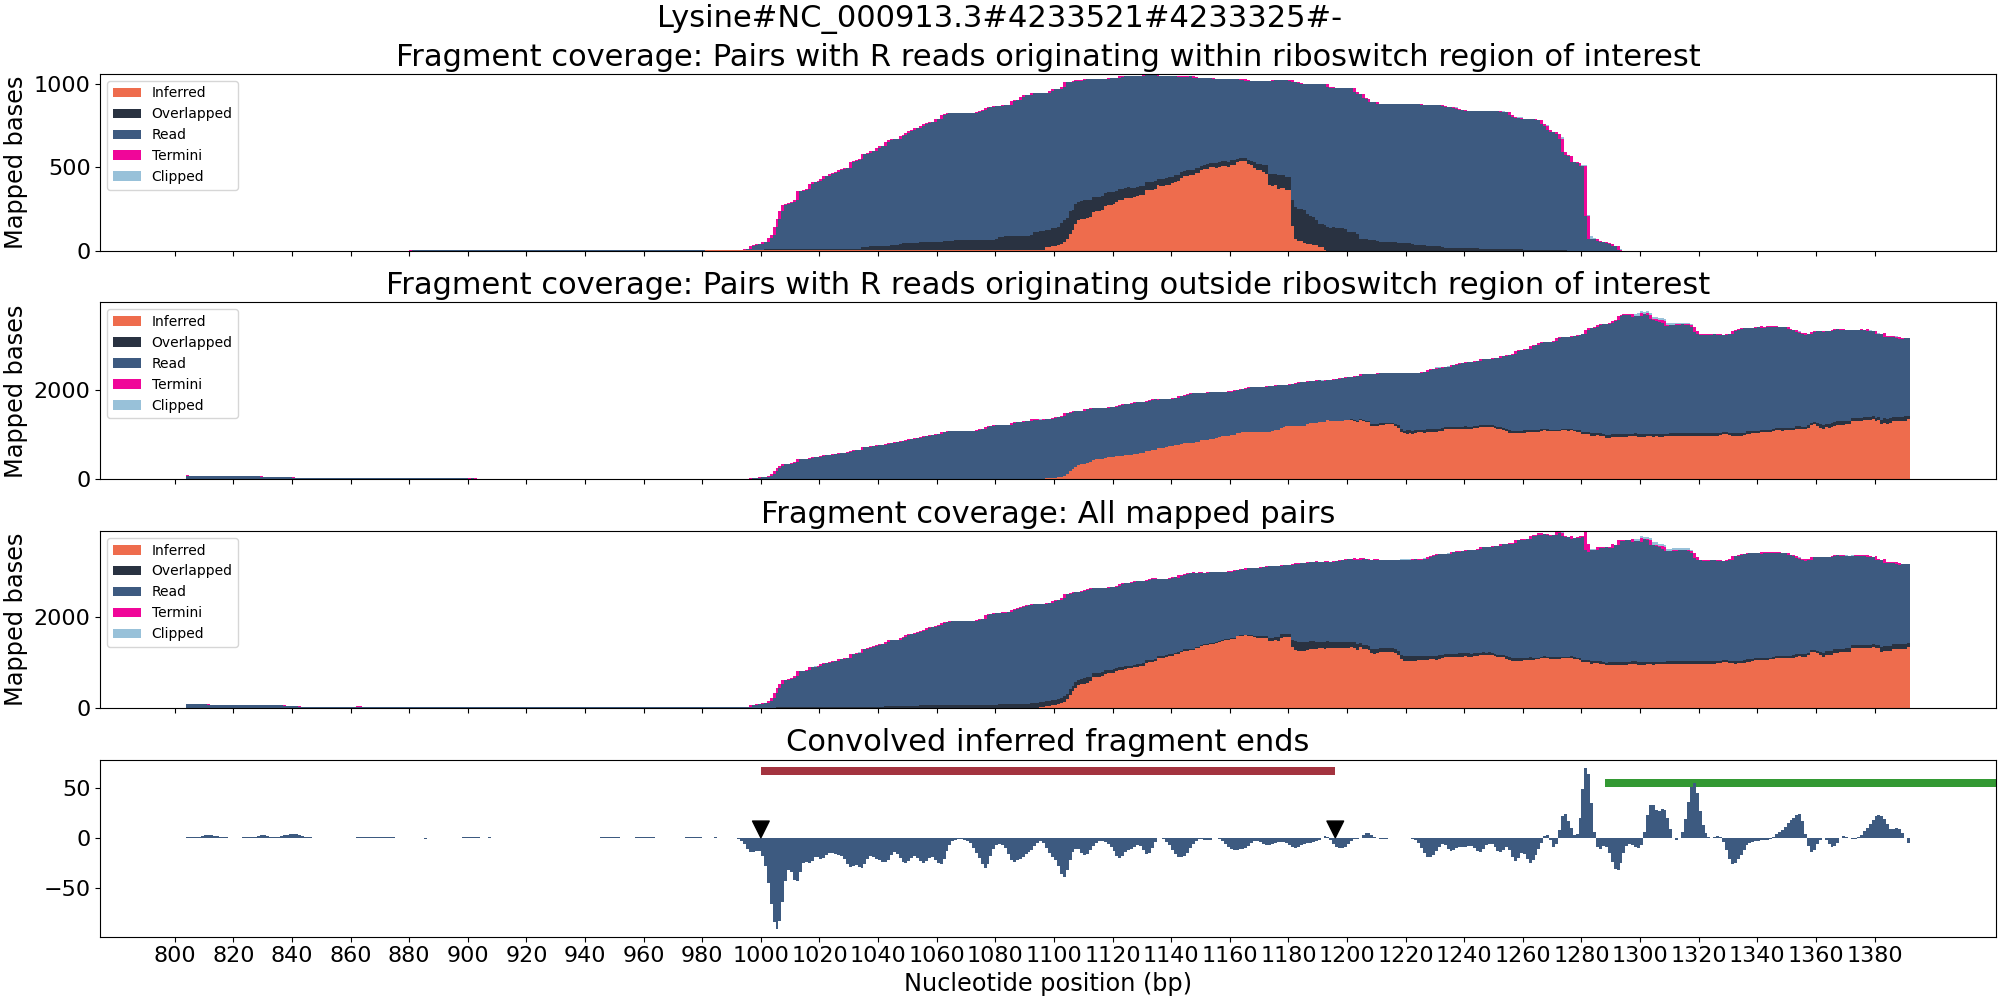 Lysine#NC_000913.3#4233521#4233325#-
Fragment coverage: Pairs with R reads originating within riboswitch region of interest
Mapped bases
1000
500
0
Inferred
Overlapped
Read
Termini
Clipped
Fragment coverage: Pairs with R reads originating outside riboswitch region of interest
Mapped bases
2000
0
Inferred
Overlapped
Read
Termini
Clipped
Fragment coverage: All mapped pairs
Mapped bases
2000
0
Inferred
Overlapped
Read
Termini
Clipped
Convolved inferred fragment ends
50
0
−50
800 820 840 860 880 900 920 940 960 980 1000 1020 1040 1060 1080 1100 1120 1140 1160 1180 1200 1220 1240 1260 1280 1300 1320 1340 1360 1380
Nucleotide position (bp)